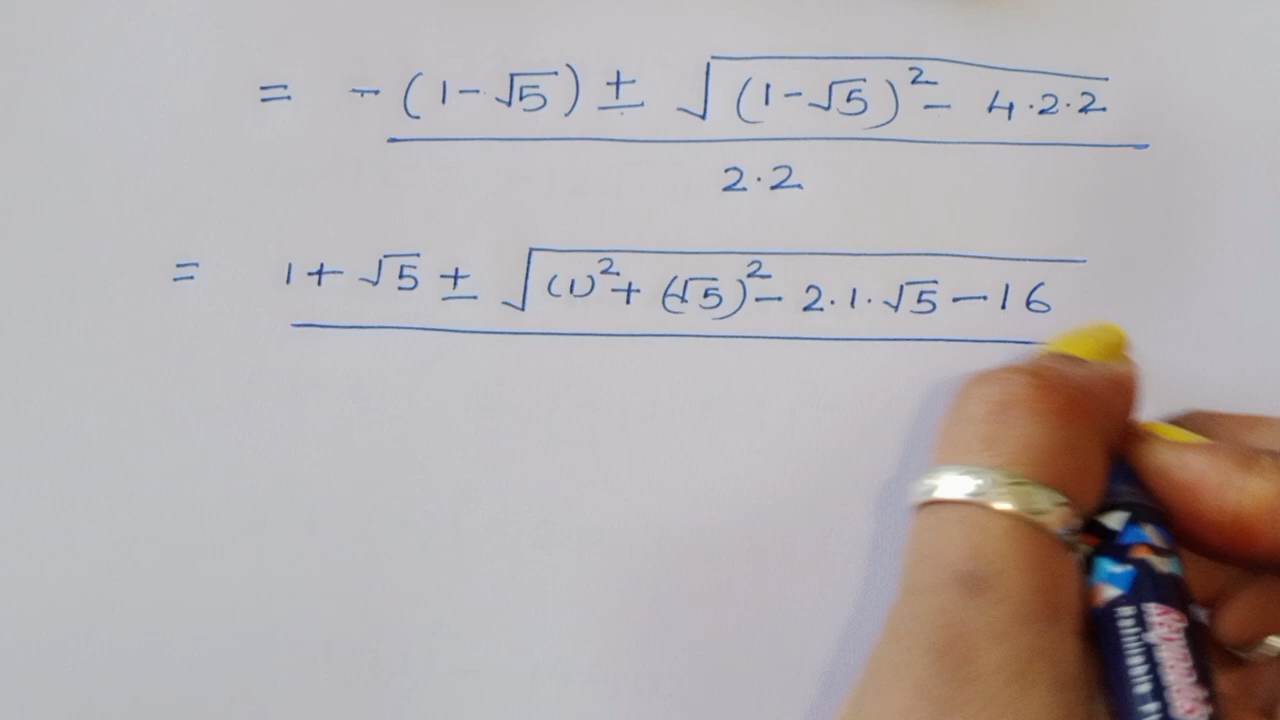 = -(1-√5) ± √(1-√5)² - 4·2·2
2·2
= 1+√5 ± √(1)² + (√5)² - 2·1·√5 - 16
Reynolds